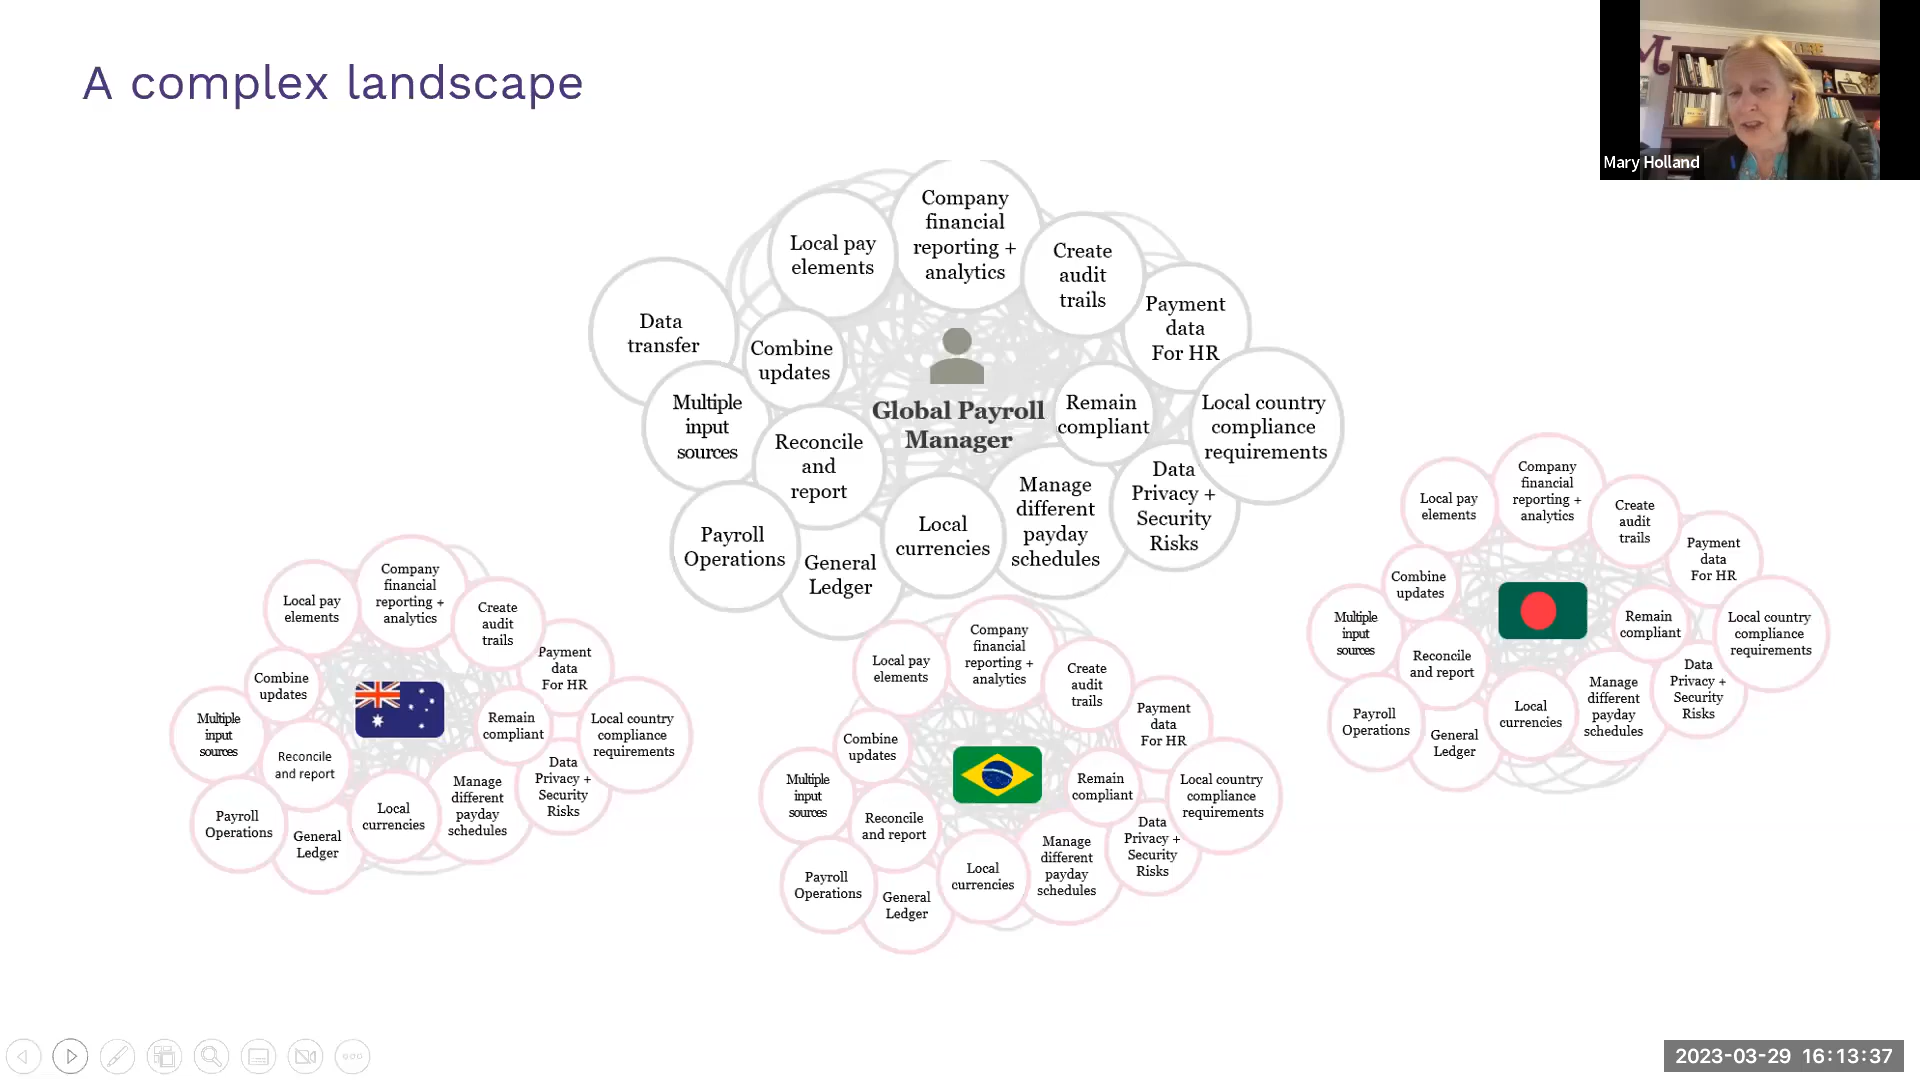 A complex landscape
Mary Holland
Company
financial
reporting +
analytics
Local pay
elements
Create
audit
trails
Payment
data
For HR
Data
transfer
Combine
updates
Global Payroll
Manager
Remain
compliant
Local country
compliance
requirements
Multiple
input
sources
Reconcile
and
report
Data
Privacy +
Security
Risks
Manage
different
payday
schedules
Local
currencies
Payroll
Operations
General
Ledger
Company
financial
reporting +
analytics
Local pay
elements
Create
audit
trails
Payment
data
For HR
Combine
updates
Remain
compliant
Local country
compliance
requirements
Multiple
input
sources
Reconcile
and report
Data
Privacy +
Security
Risks
Manage
different
payday
schedules
Local
currencies
Payroll
Operations
General
Ledger
Company
financial
reporting +
analytics
Local pay
elements
Create
audit
trails
Payment
data
For HR
Combine
updates
Remain
compliant
Local country
compliance
requirements
Multiple
input
sources
Reconcile
and report
Data
Privacy +
Security
Risks
Manage
different
payday
schedules
Local
currencies
Payroll
Operations
General
Ledger
Company
financial
reporting +
analytics
Local pay
elements
Create
audit
trails
Payment
data
For HR
Combine
updates
Remain
compliant
Local country
compliance
requirements
Multiple
input
sources
Reconcile
and report
Data
Privacy +
Security
Risks
Manage
different
payday
schedules
Local
currencies
Payroll
Operations
General
Ledger
2023-03-29 16:13:37